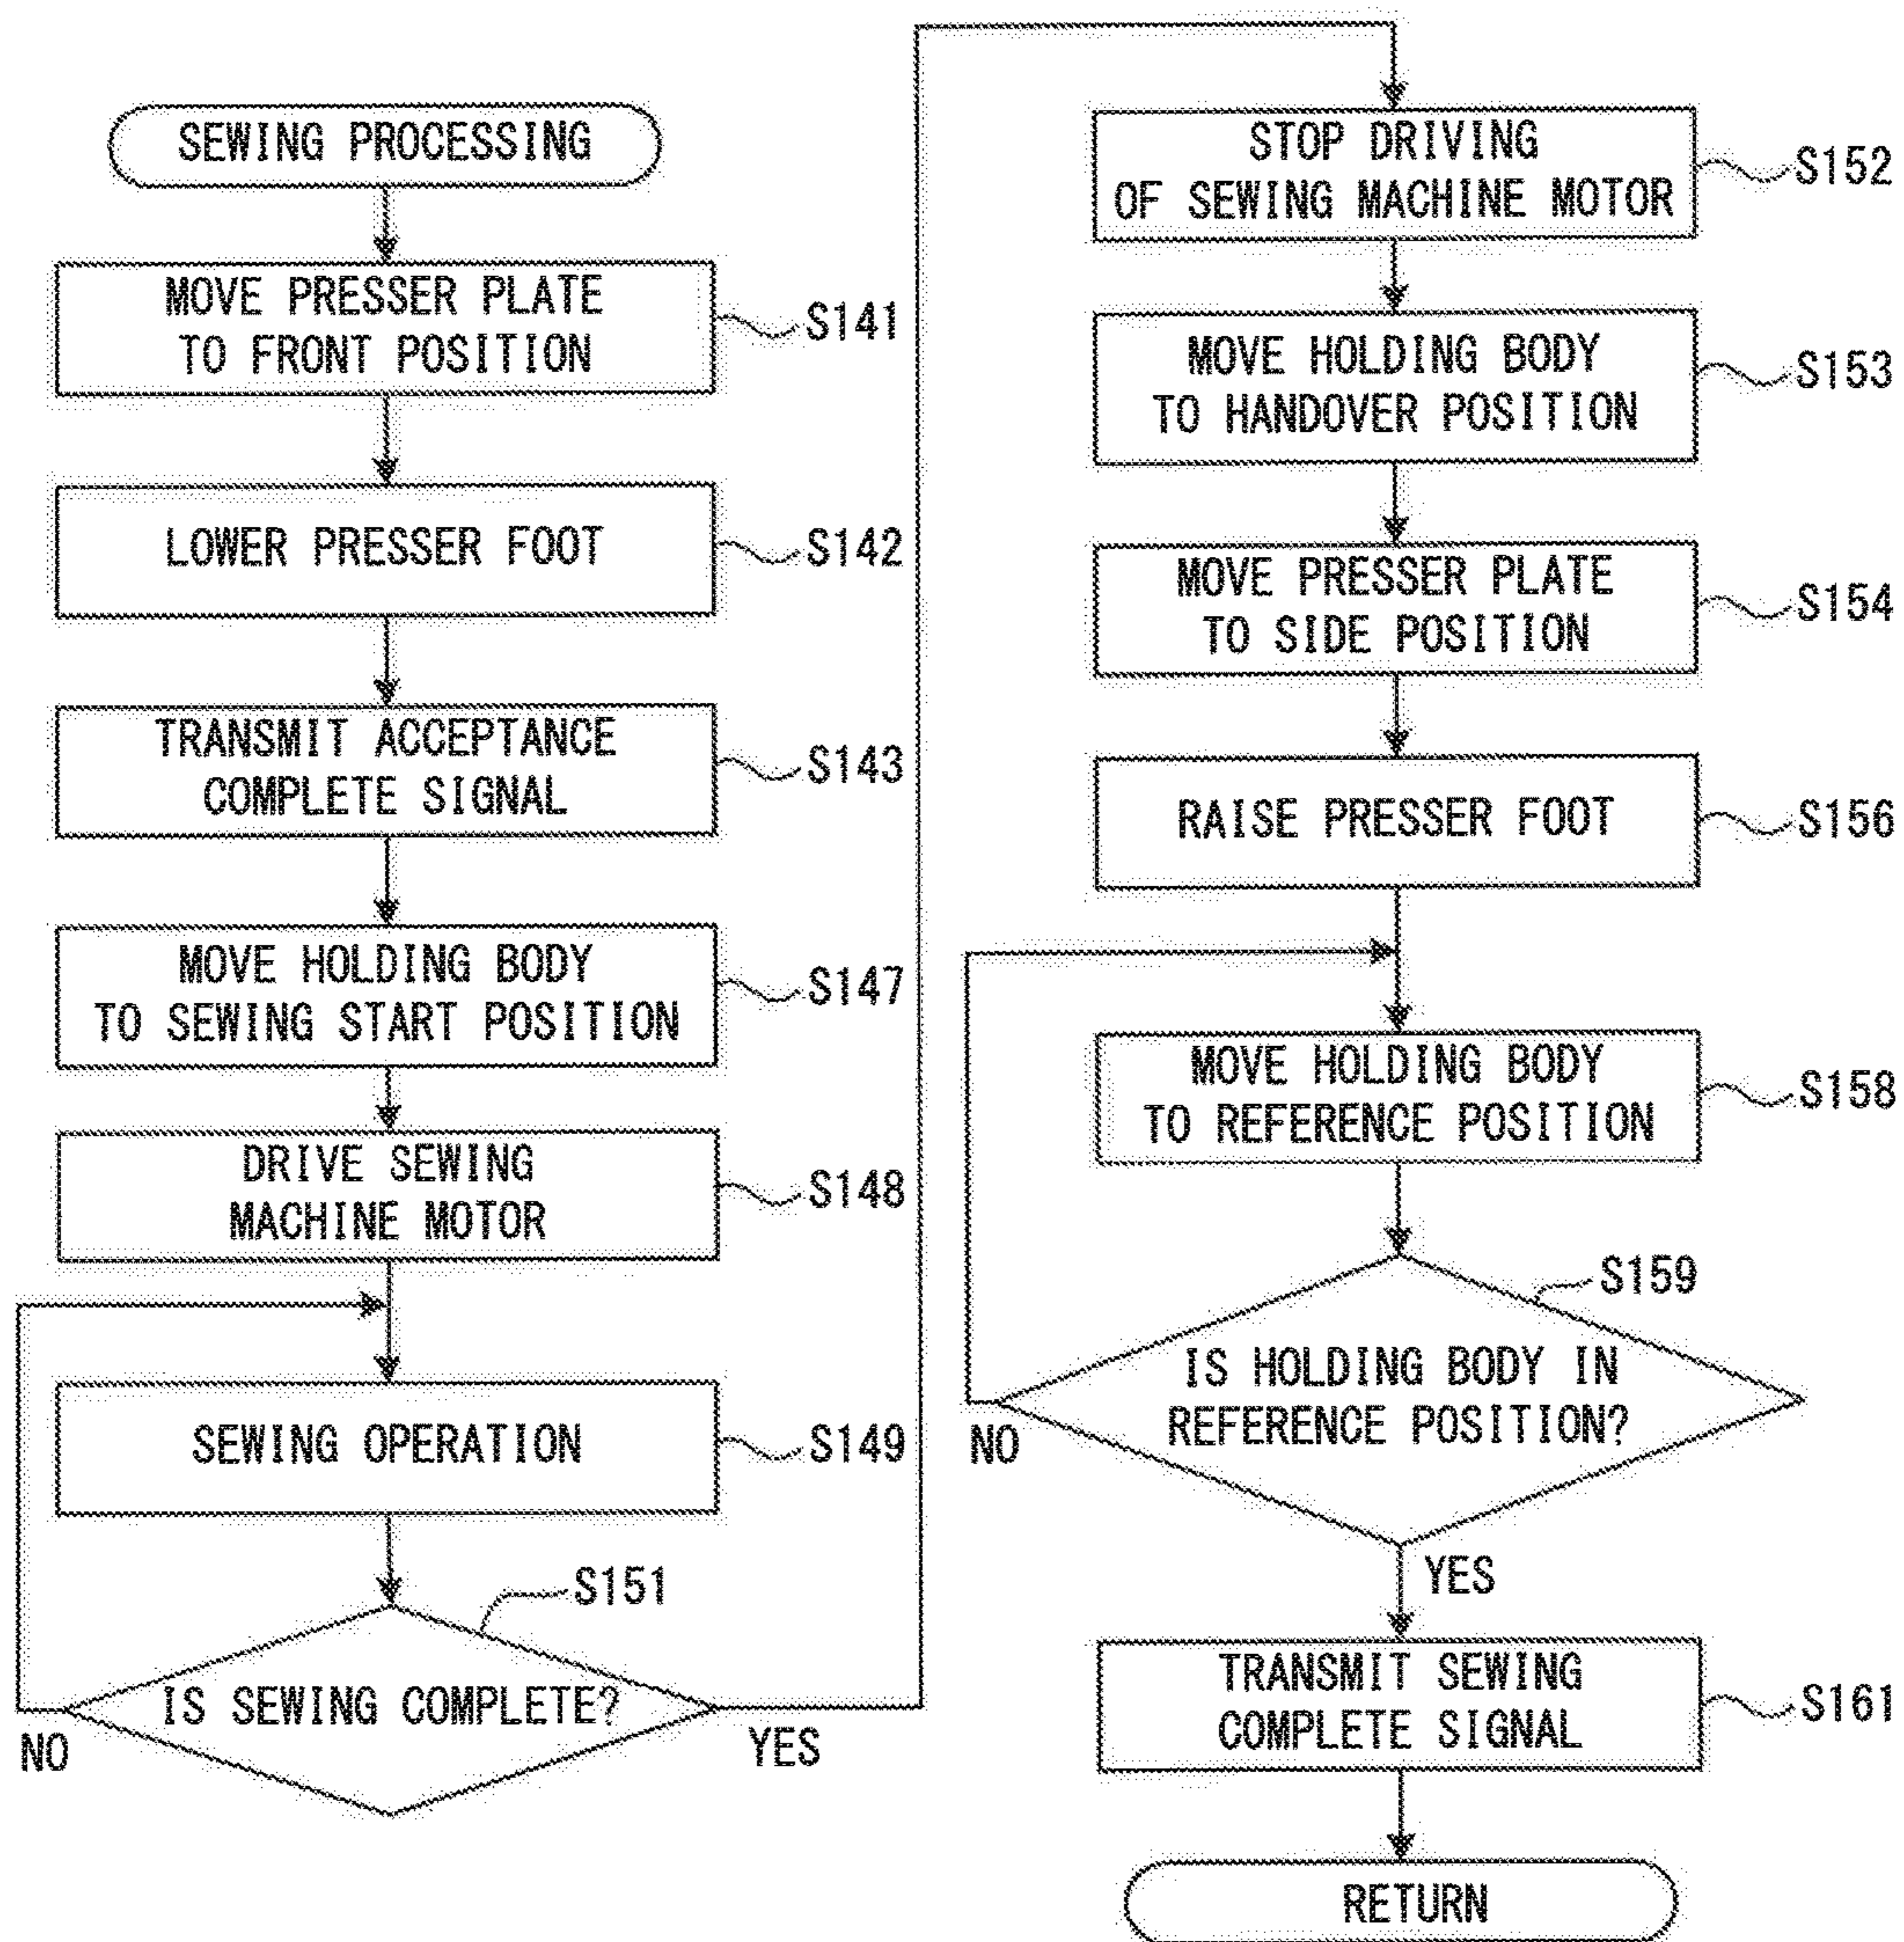 SEWING PROCESSING
MOVE PRESSER PLATE
TO FRONT POSITION
S141
LOWER PRESSER FOOT
S142
TRANSMIT ACCEPTANCE
COMPLETE SIGNAL
S143
MOVE HOLDING BODY
TO SEWING START POSITION
S147
DRIVE SEWING
MACHINE MOTOR
S148
SEWING OPERATION
S149
S151
IS SEWING COMPLETE?
NO
YES
STOP DRIVING
OF SEWING MACHINE MOTOR
S152
MOVE HOLDING BODY
TO HANDOVER POSITION
S153
MOVE PRESSER PLATE
TO SIDE POSITION
S154
RAISE PRESSER FOOT
S156
MOVE HOLDING BODY
TO REFERENCE POSITION
S158
S159
IS HOLDING BODY IN
REFERENCE POSITION?
NO
YES
TRANSMIT SEWING
COMPLETE SIGNAL
S161
RETURN